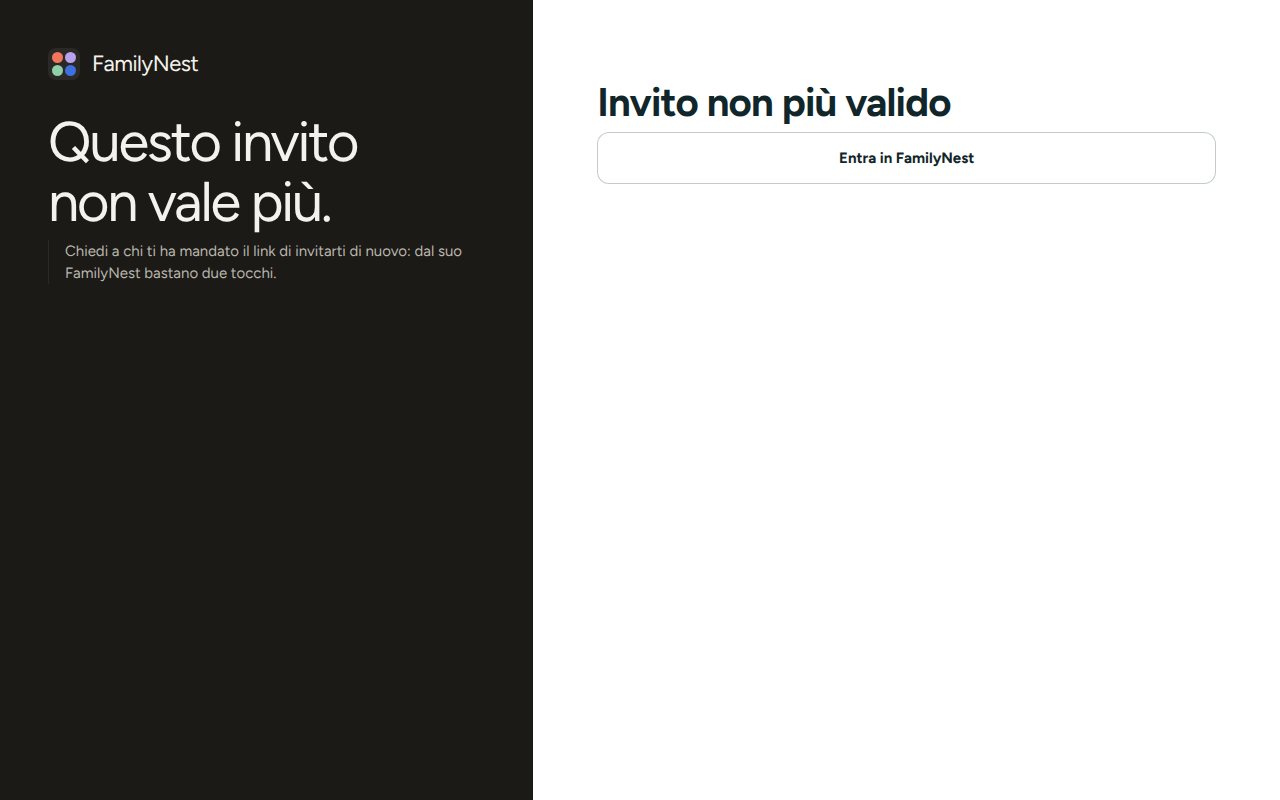 FamilyNest
Questo invito
non vale più.
Chiedi a chi ti ha mandato il link di invitarti di nuovo: dal suo
FamilyNest bastano due tocchi.
Invito non più valido
Entra in FamilyNest